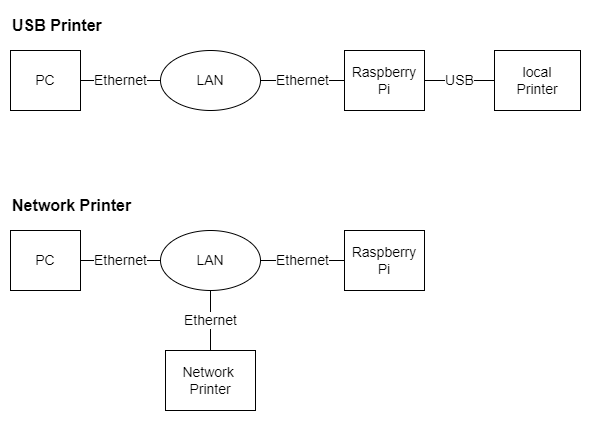 USB Printer
PC
Ethernet
LAN
Ethernet
Raspberry
Pi
USB
local
Printer
Network Printer
PC
Ethernet
LAN
Ethernet
Raspberry
Pi
Ethernet
Network
Printer